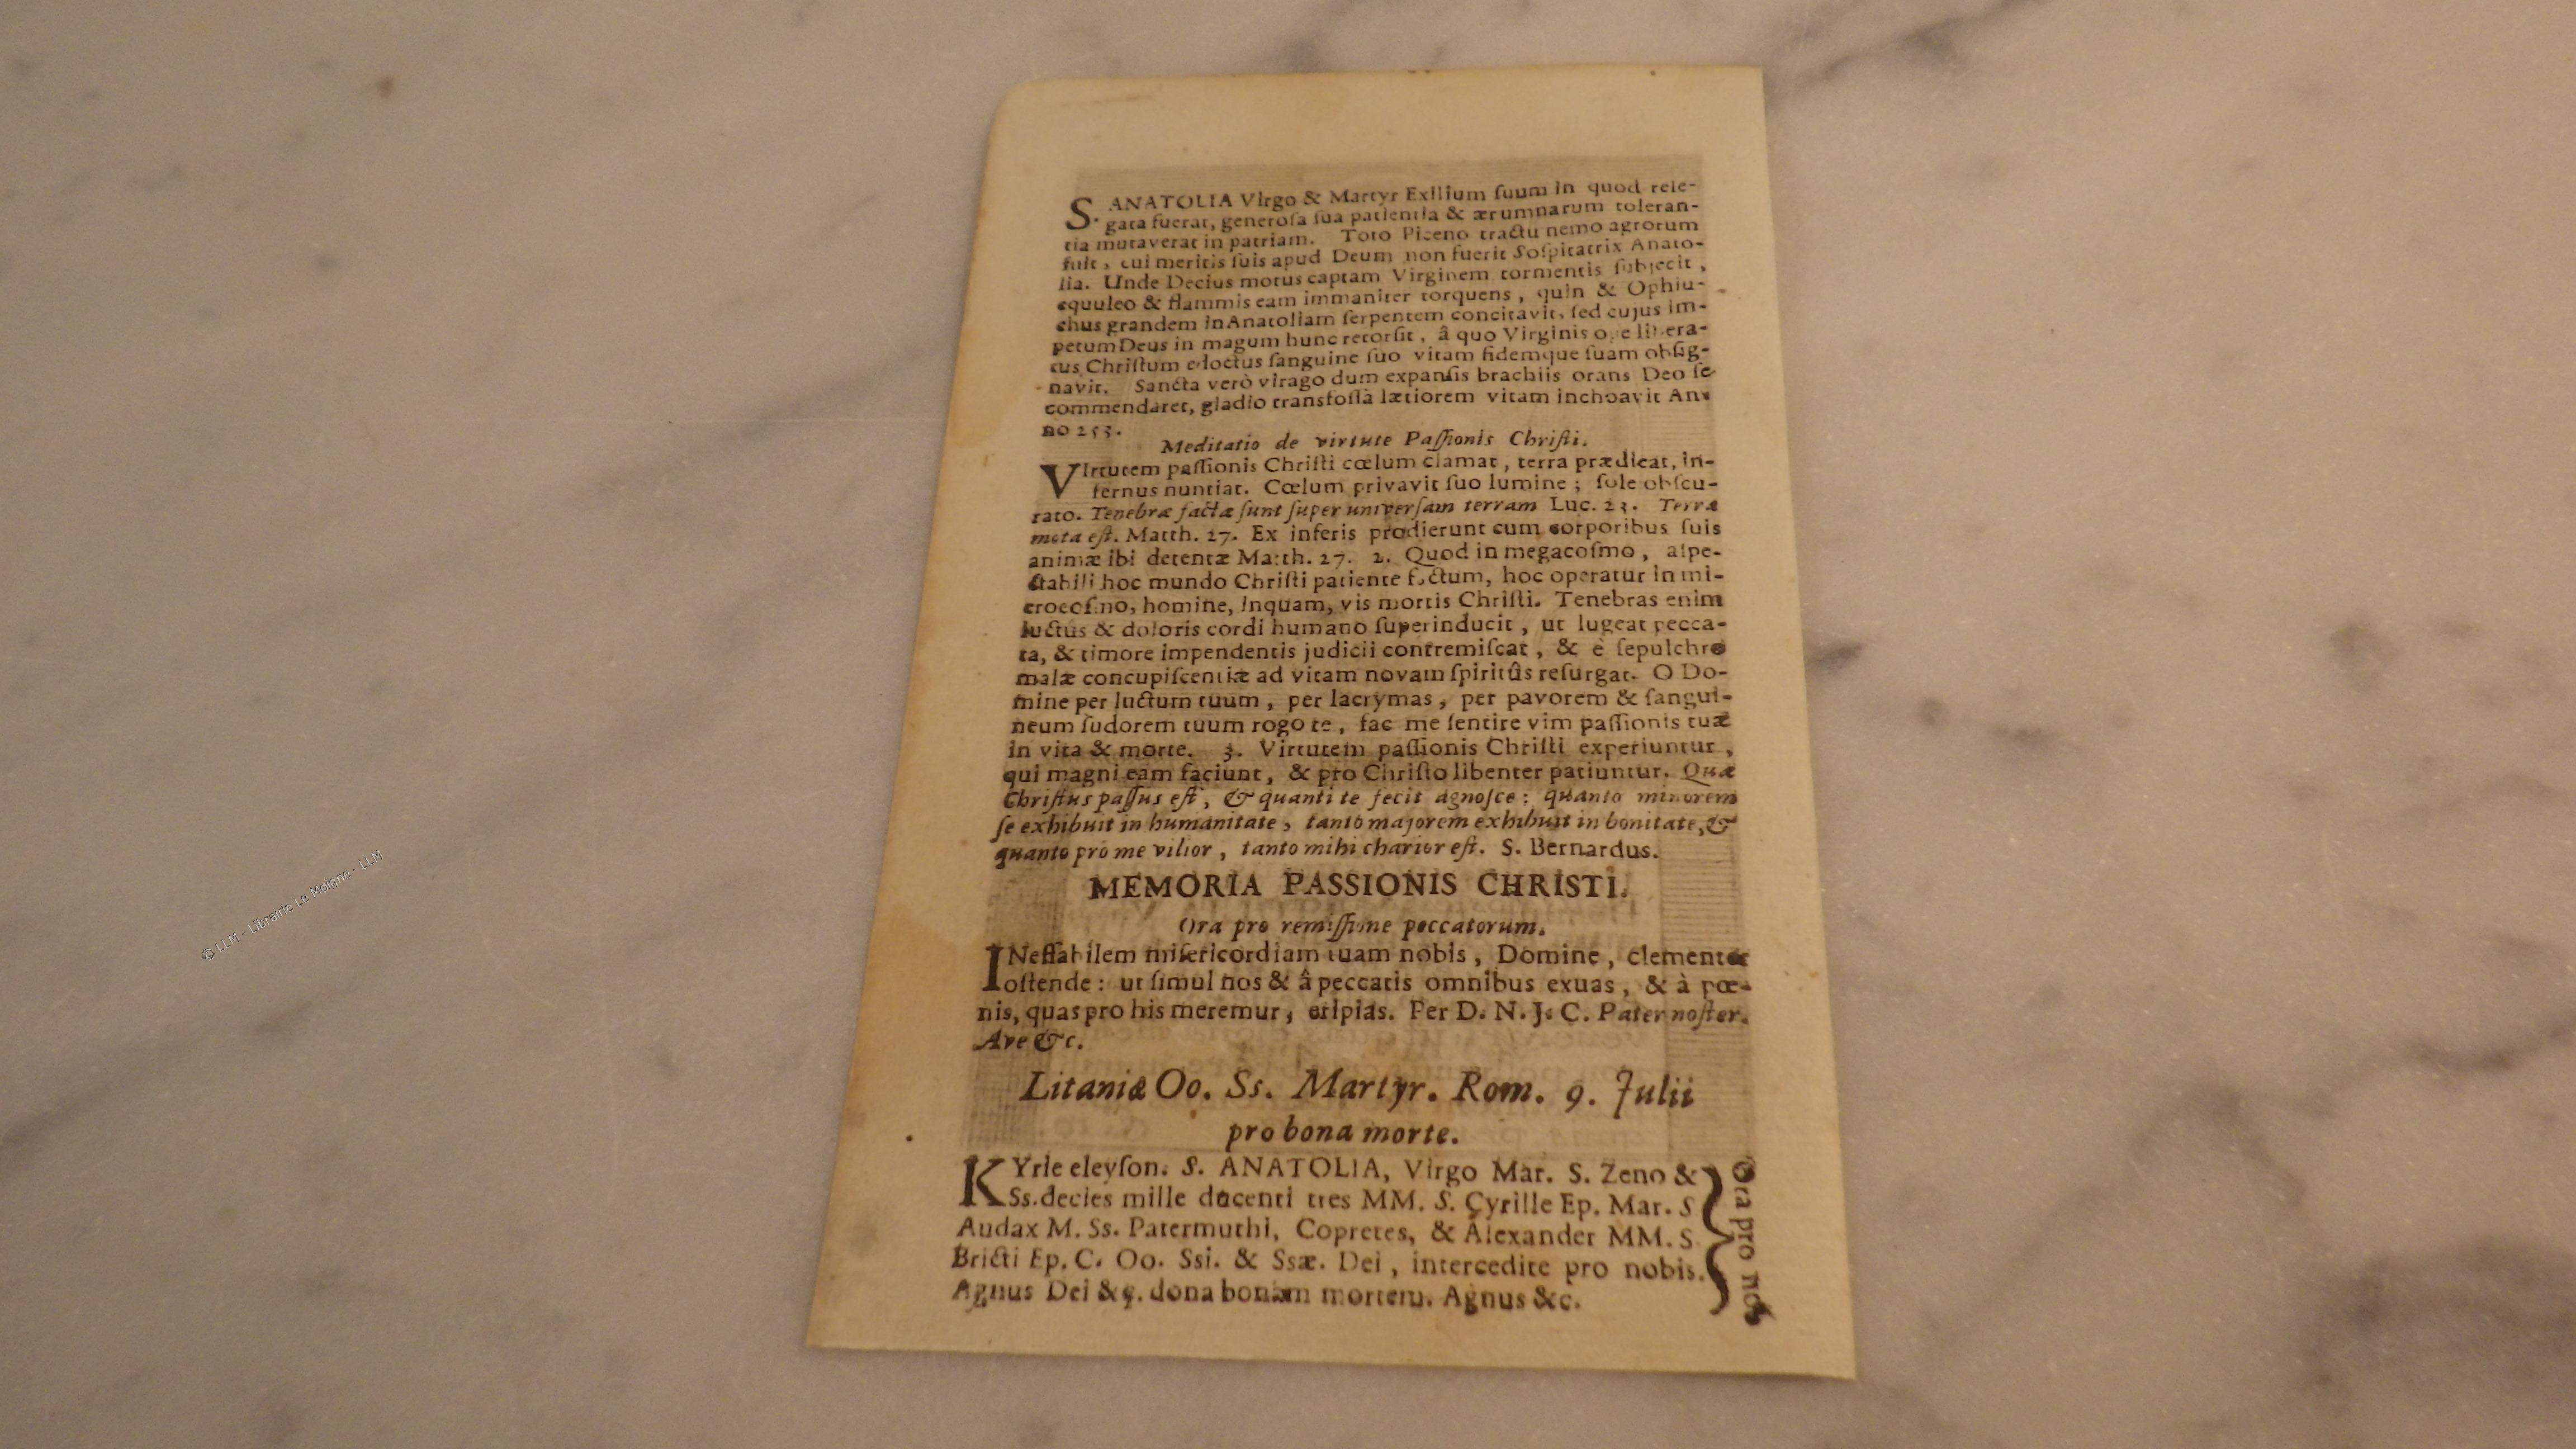 S. ANATOLIA Virgo & Martyr Exilium ſuum in quod rele-
gata fuerat, generoſa ſua patientia & ærumnarum toleran-
tia mutaverat in patriam. Toto Piceno tractu nemo agrorum
fuit, cui meritis ſuis apud Deum non fuerit Soſpitatrix Anato-
lia. Unde Decius motus captam Virginem tormentis ſubjecit,
equuleo & flammis eam immaniter torquens, quin & Ophiu-
chus grandem in Anatoliam ſerpentem concitavit, ſed cujus im-
petum Deus in magum hunc retorſit, â quo Virginis ope libera-
tus Chriſtum edoctus ſanguine ſuo vitam fidemque ſuam obſig-
navit. Sancta verò virago dum expanſis brachiis orans Deo ſe
commendaret, gladio transfoſſa lætiorem vitam inchoavit An-
no 253.
Meditatio de virtute Paſſionis Chriſti.
VIrtutem paſſionis Chriſti cœlum clamat, terra prædicat, in-
fernus nuntiat. Cœlum privavit ſuo lumine; ſole obſcu-
rato. Tenebræ factæ ſunt ſuper univerſam terram Luc. 23. Terra
mota eſt. Matth. 27. Ex inferis prodierunt cum corporibus ſuis
animæ ibi detentæ Matth. 27. 2. Quod in megacoſmo, aſpe-
ctabili hoc mundo Chriſti patiente factum, hoc operatur in mi-
crocoſmo, homine, inquam, vis mortis Chriſti. Tenebras enim
luctus & doloris cordi humano ſuperinducit, ut lugeat pecca-
ta, & timore impendentis judicii contremiſcat, & è ſepulchro
malæ concupiſcentiæ ad vitam novam ſpiritûs reſurgat. O Do-
mine per luctum tuum, per lacrymas, per pavorem & ſangui-
neum ſudorem tuum rogo te, fac me ſentire vim paſſionis tuæ
in vita & morte. 3. Virtutem paſſionis Chriſti experiuntur,
qui magni eam faciunt, & pro Chriſto libenter patiuntur. Quæ
Chriſtus paſſus eſt, & quanti te fecit agnoſce: quanto minorem
ſe exhibuit in humanitate, tanto majorem exhibuit in bonitate, &
quanto pro me vilior, tanto mihi charior eſt. S. Bernardus.
MEMORIA PASSIONIS CHRISTI.
Ora pro remiſſione peccatorum.
INeffabilem miſericordiam tuam nobis, Domine, clementer
oſtende: ut ſimul nos & â peccatis omnibus exuas, & à pœ-
nis, quas pro his meremur, eripias. Per D. N. J. C. Pater noſter.
Ave &c.
Litaniæ Oo. Ss. Martyr. Rom. 9. Julii
pro bona morte.
KYrie eleyſon. S. ANATOLIA, Virgo Mar. S. Zeno &
Ss. decies mille ducenti tres MM. S. Cyrille Ep. Mar. S
Audax M. Ss. Patermuthi, Copretes, & Alexander MM. S
Bricti Ep. C. Oo. Ssi. & Ssæ. Dei, intercedite pro nobis.
Agnus Dei &c. dona bonam mortem. Agnus &c.
Ora pro nob
© LLM - Librairie Le Moigne - LLM